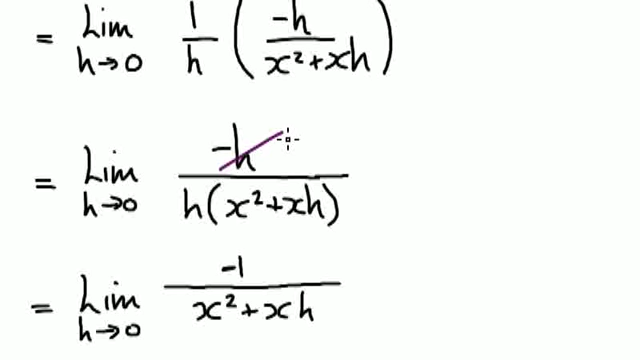 = Lim h→0 1/h (-h/(x²+xh))
= Lim h→0 -h/(h(x²+xh))
= Lim h→0 -1/(x²+xh)